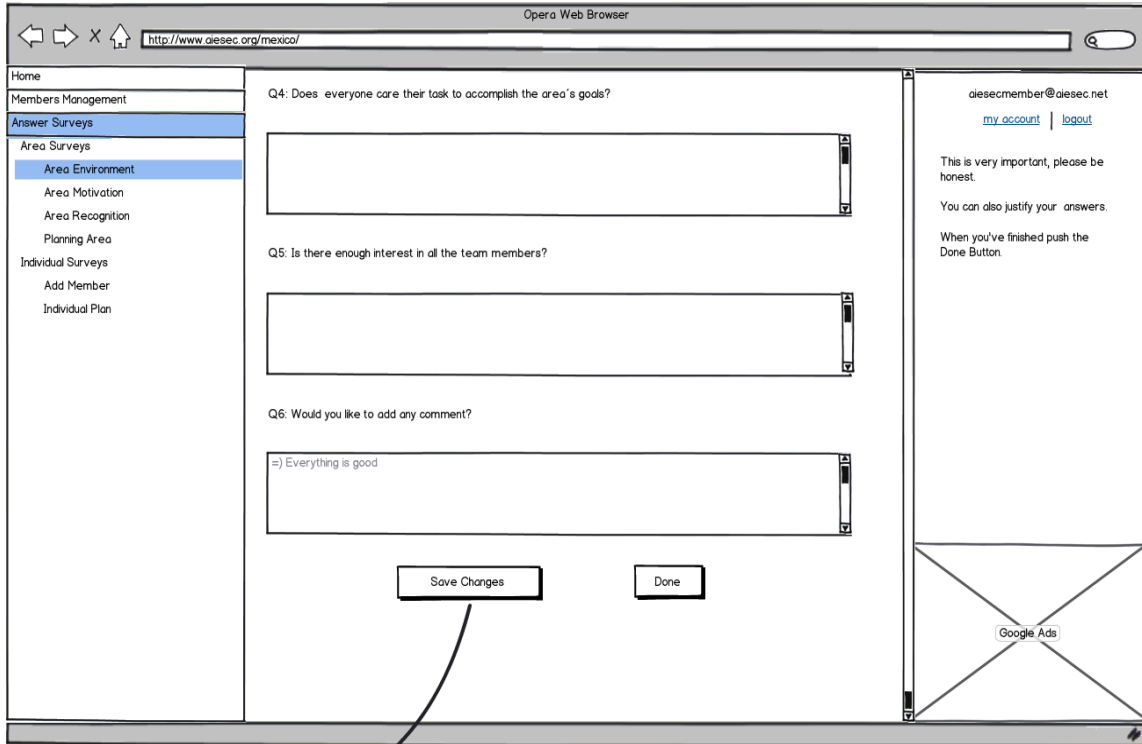 Opera Web Browser
http://www.aiesec.org/mexico/
Home
Members Management
Answer Surveys
Area Surveys
Area Environment
Area Motivation
Area Recognition
Planning Area
Individual Surveys
Add Member
Individual Plan
Q4: Does everyone care their task to accomplish the area´s goals?
Q5: Is there enough interest in all the team members?
Q6: Would you like to add any comment?
=) Everything is good
Save Changes
Done
aiesecmember@aiesec.net
my account | logout
This is very important, please be
honest.
You can also justify your answers.
When you've finished push the
Done Button.
Google Ads